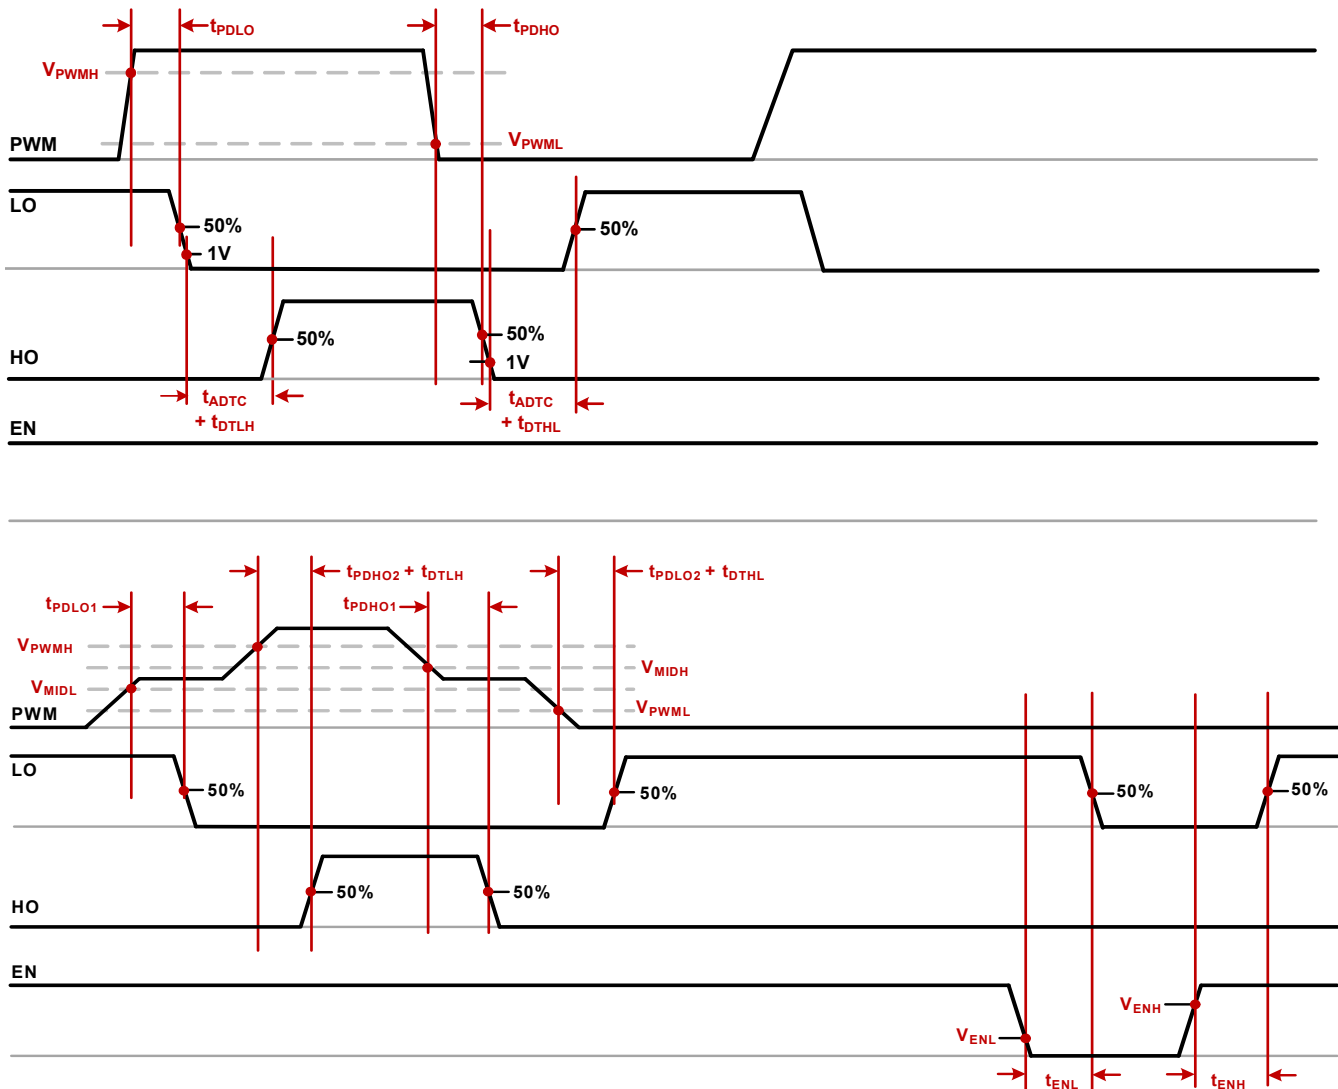 tPDLO
tPDHO
VPWMH
PWM
VPWML
LO
50%
50%
1V
50%
50%
HO
1V
tADTC
+ tDTLH
tADTC
+ tDTHL
EN
tPDHO2 + tDTLH
tPDLO2 + tDTHL
tPDLO1
tPDHO1
VPWMH
VMIDH
VMIDL
VPWML
PWM
LO
50%
50%
50%
50%
50%
50%
HO
EN
VENH
VENL
tENL
tENH